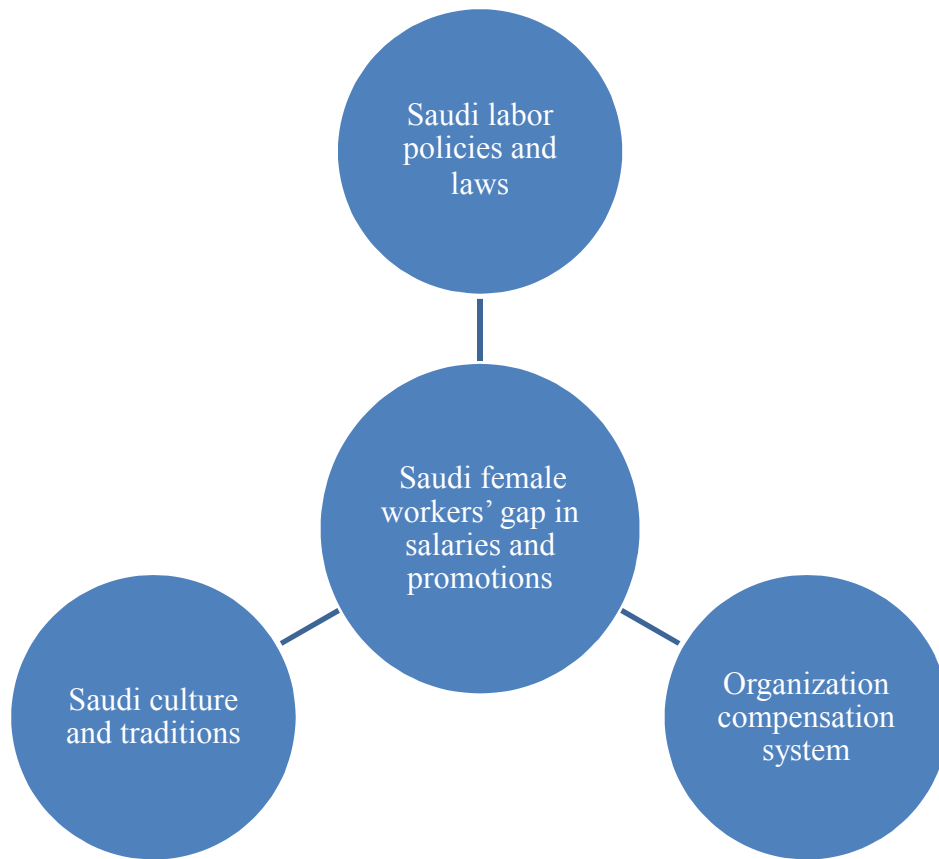 Saudi labor
policies and
laws
Saudi female
workers’ gap in
salaries and
promotions
Saudi culture
and traditions
Organization
compensation
system